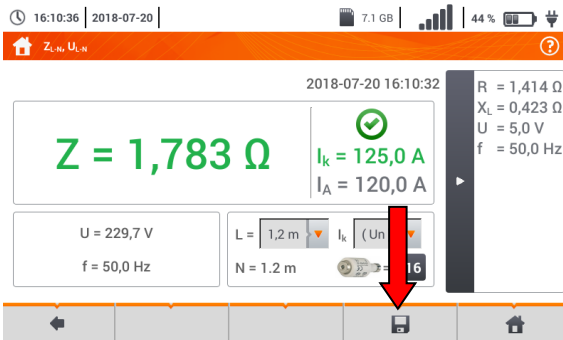 16:10:36 2018-07-20 7.1 GB 44 %
Z L-N, U L-N ?
2018-07-20 16:10:32
Z = 1,783 Ω
Ik = 125,0 A
IA = 120,0 A
R = 1,414 Ω
XL = 0,423 Ω
U = 5,0 V
f = 50,0 Hz
U = 229,7 V
f = 50,0 Hz
L = 1,2 m Ik ( Un
N = 1.2 m = 16